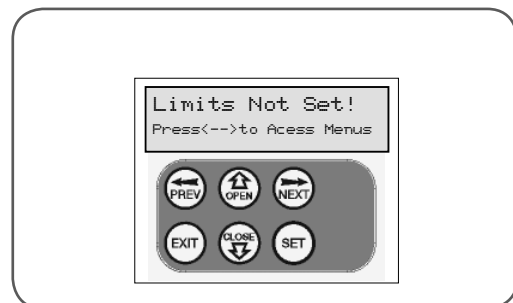 Limits Not Set!
Press<-->to Acess Menus
PREV OPEN NEXT
EXIT CLOSE SET